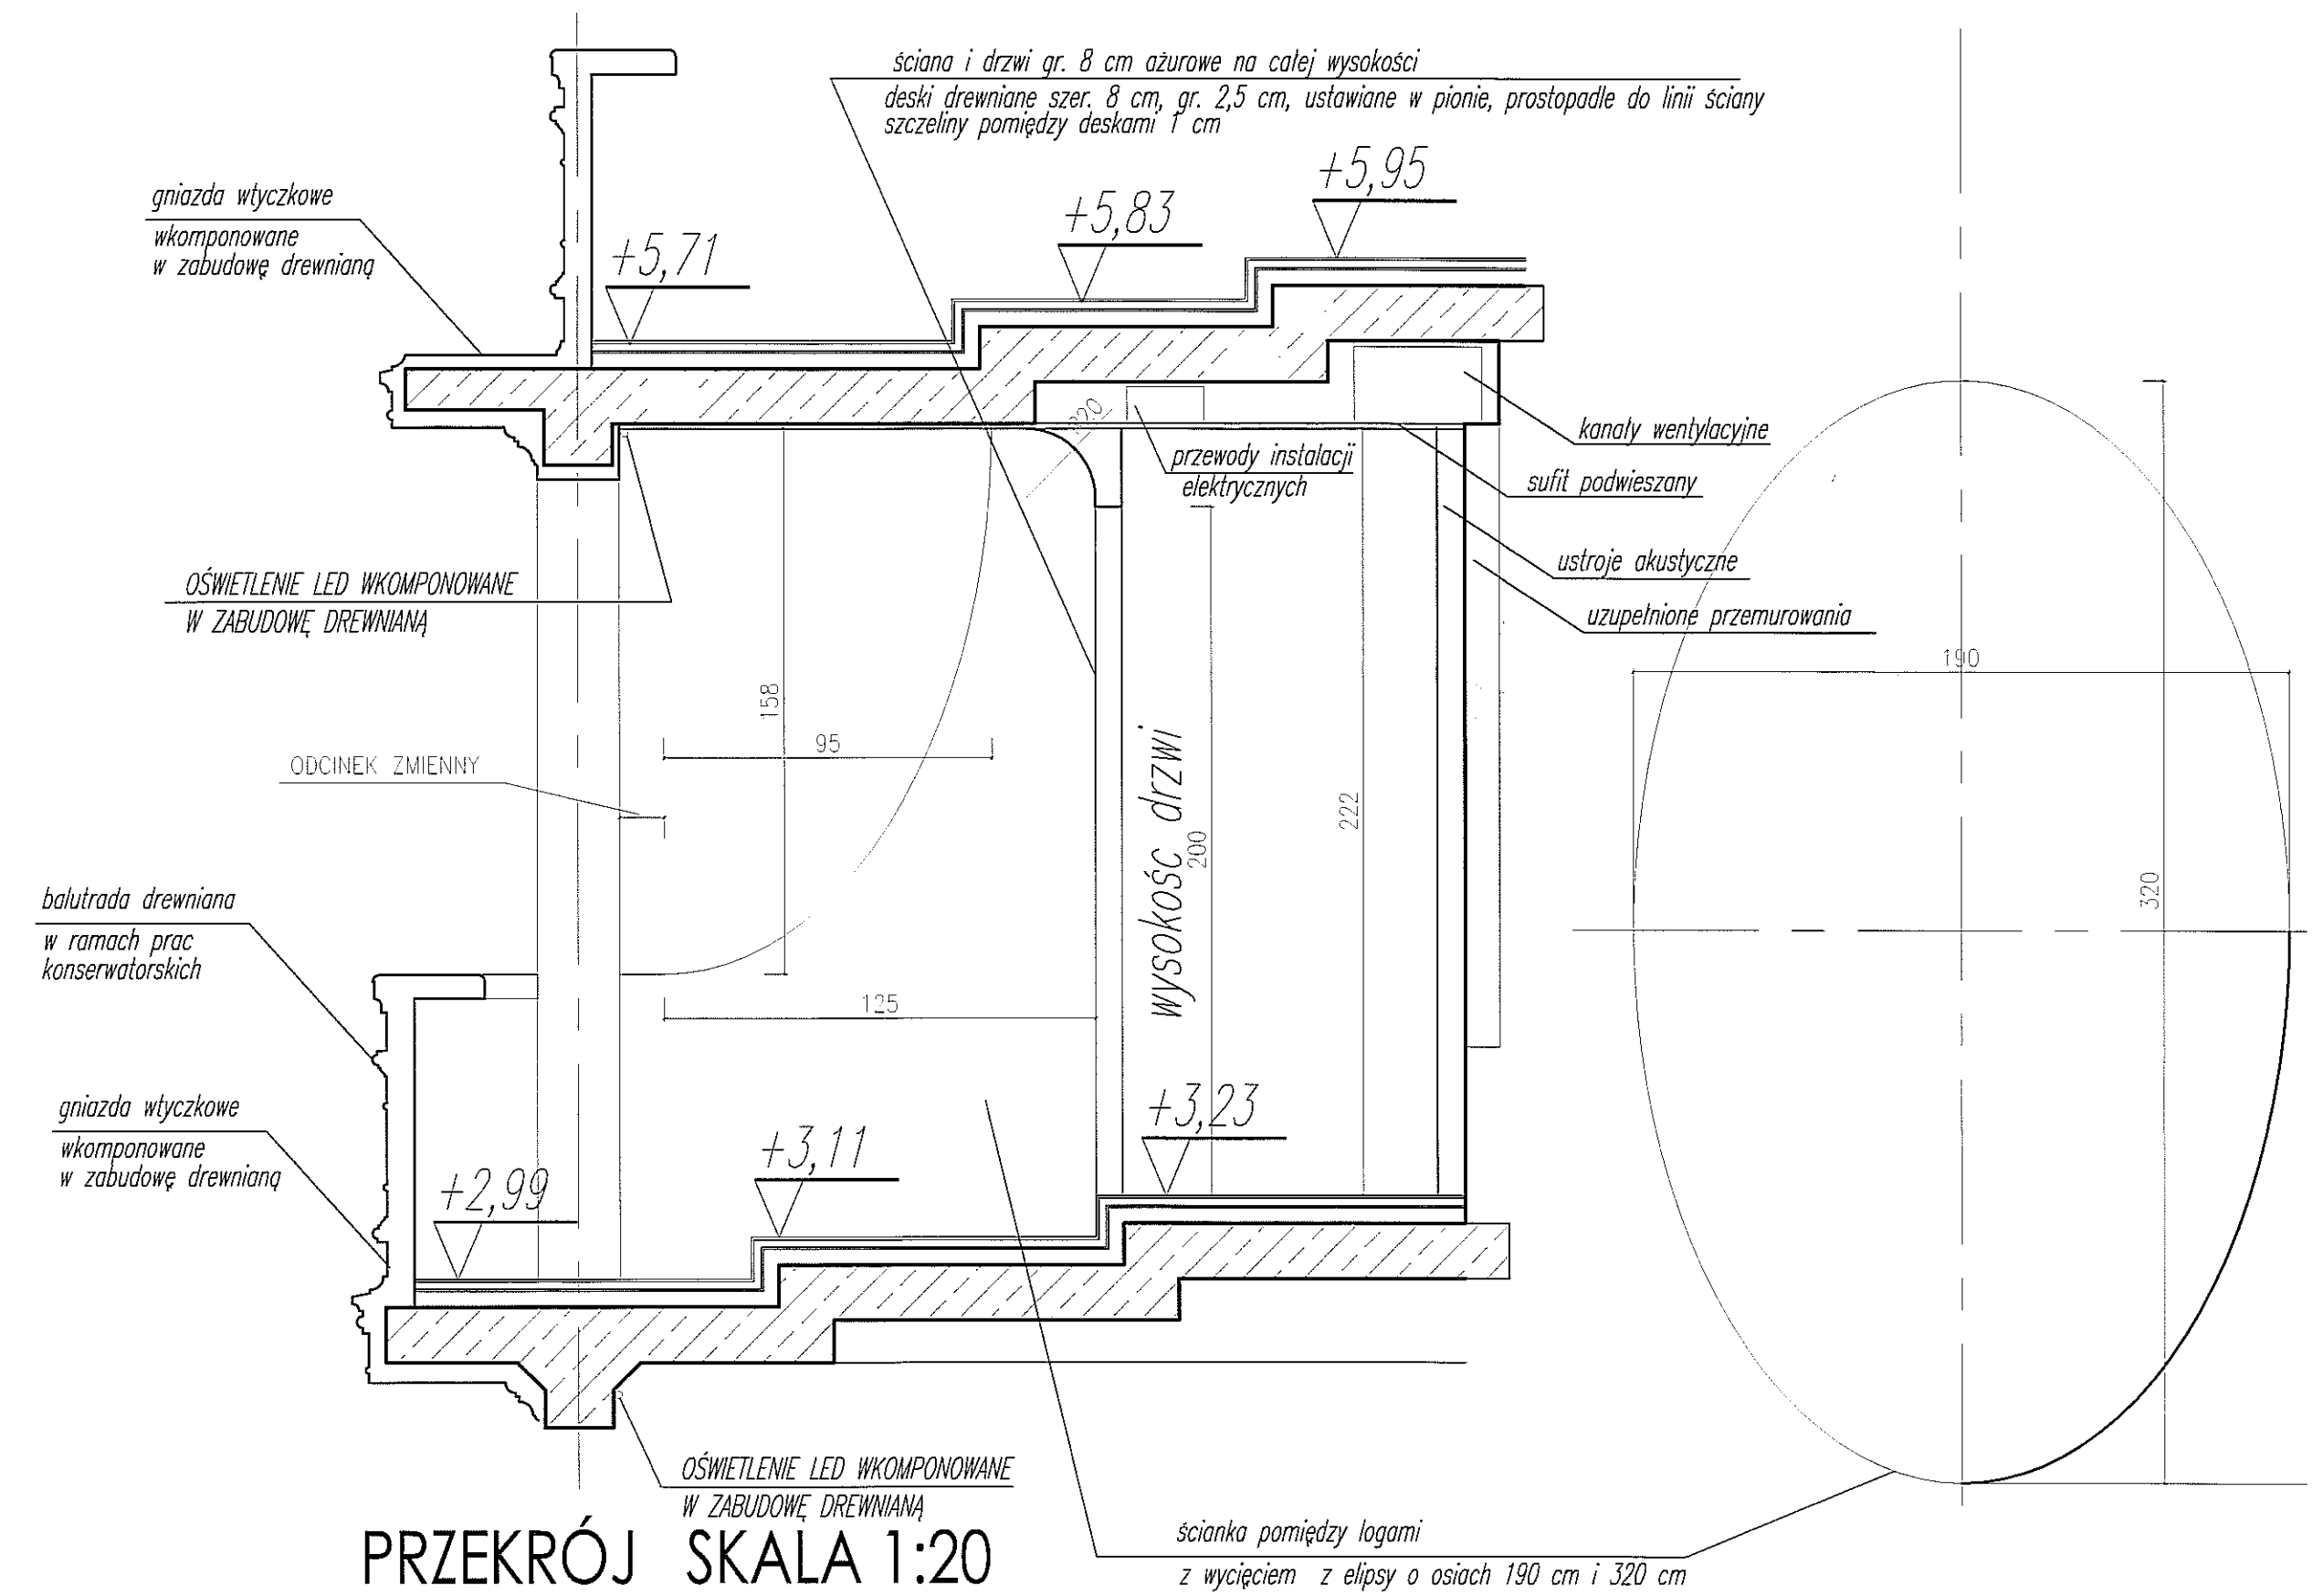 ściana i drzwi gr. 8 cm ażurowe na całej wysokości
deski drewniane szer. 8 cm, gr. 2,5 cm, ustawiane w pionie, prostopadle do linii ściany
szczeliny pomiędzy deskami 1 cm
+5,95
+5,83
+5,71
gniazda wtyczkowe
wkomponowane
w zabudowę drewnianą
kanały wentylacyjne
przewody instalacji
elektrycznych
sufit podwieszany
ustroje akustyczne
uzupełnione przemurowania
OŚWIETLENIE LED WKOMPONOWANE
W ZABUDOWĘ DREWNIANĄ
190
158
95
ODCINEK ZMIENNY
wysokośc drzwi
200
222
320
balutrada drewniana
w ramach prac
konserwatorskich
125
gniazda wtyczkowe
wkomponowane
w zabudowę drewnianą
+3,23
+3,11
+2,99
OŚWIETLENIE LED WKOMPONOWANE
W ZABUDOWĘ DREWNIANĄ
PRZEKRÓJ SKALA 1:20
ścianka pomiędzy logami
z wycięciem z elipsy o osiach 190 cm i 320 cm